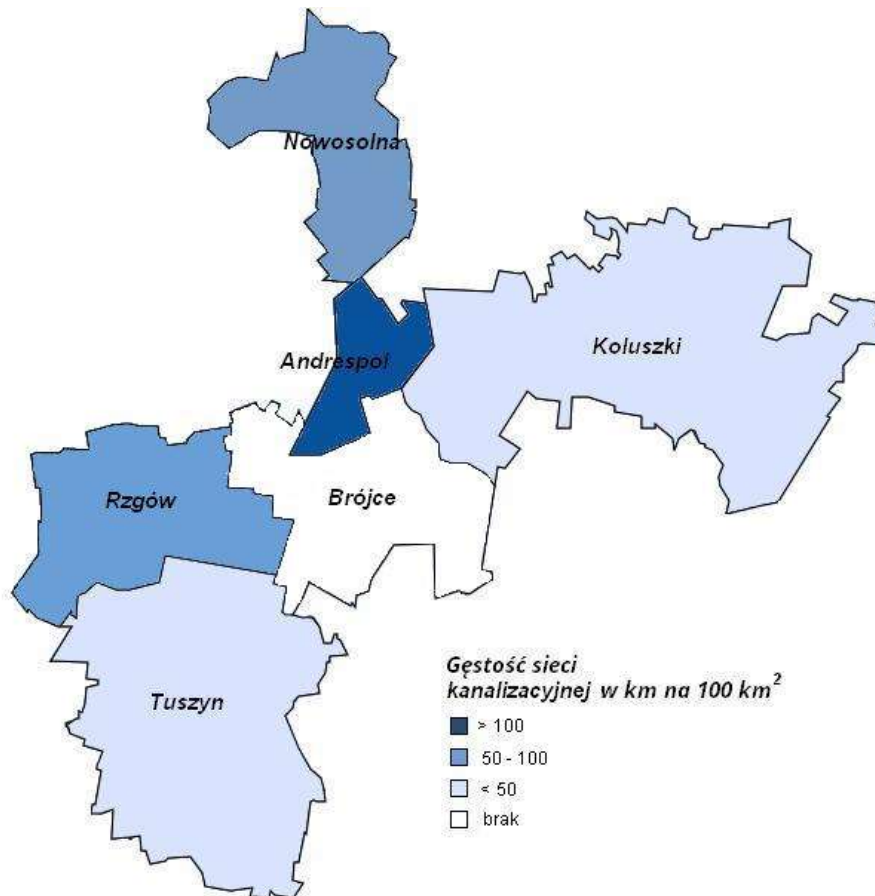 Nowosolna
Koluszki
Andrespol
Rzgów
Brójce
Tuszyn
Gęstość sieci
kanalizacyjnej w km na 100 km²
> 100
50 - 100
< 50
brak